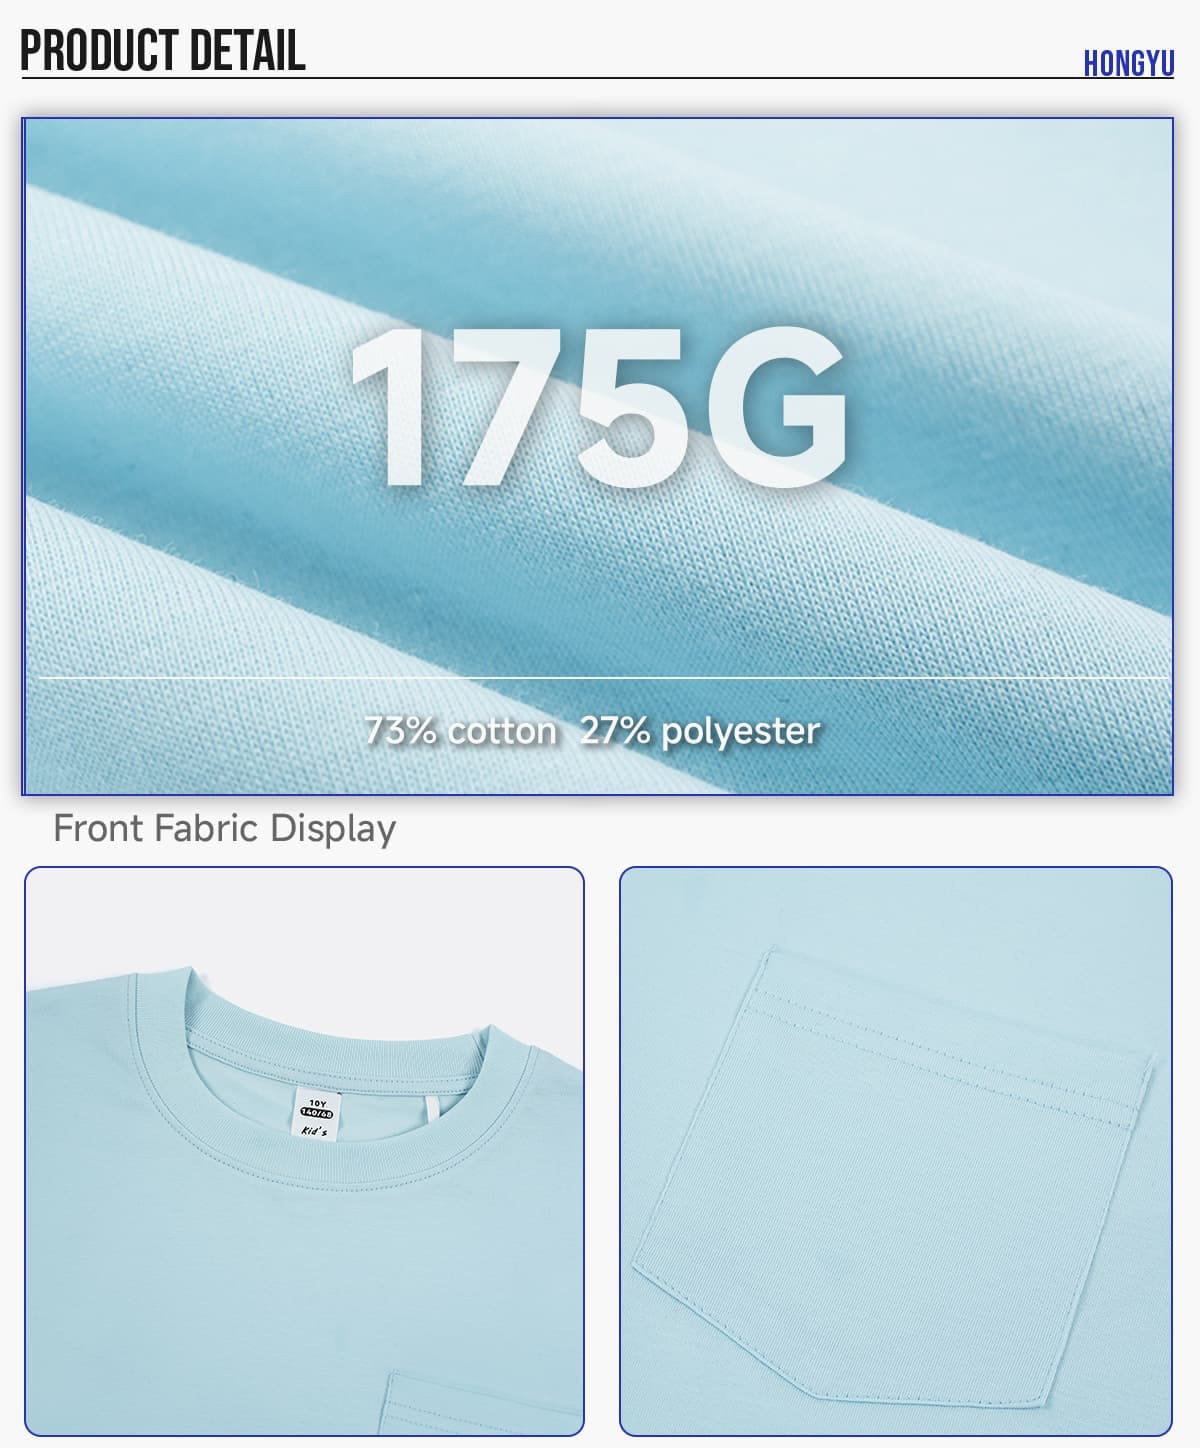 PRODUCT DETAIL
HONGYU
175G
73% cotton 27% polyester
Front Fabric Display
10Y
140/68
Kid's